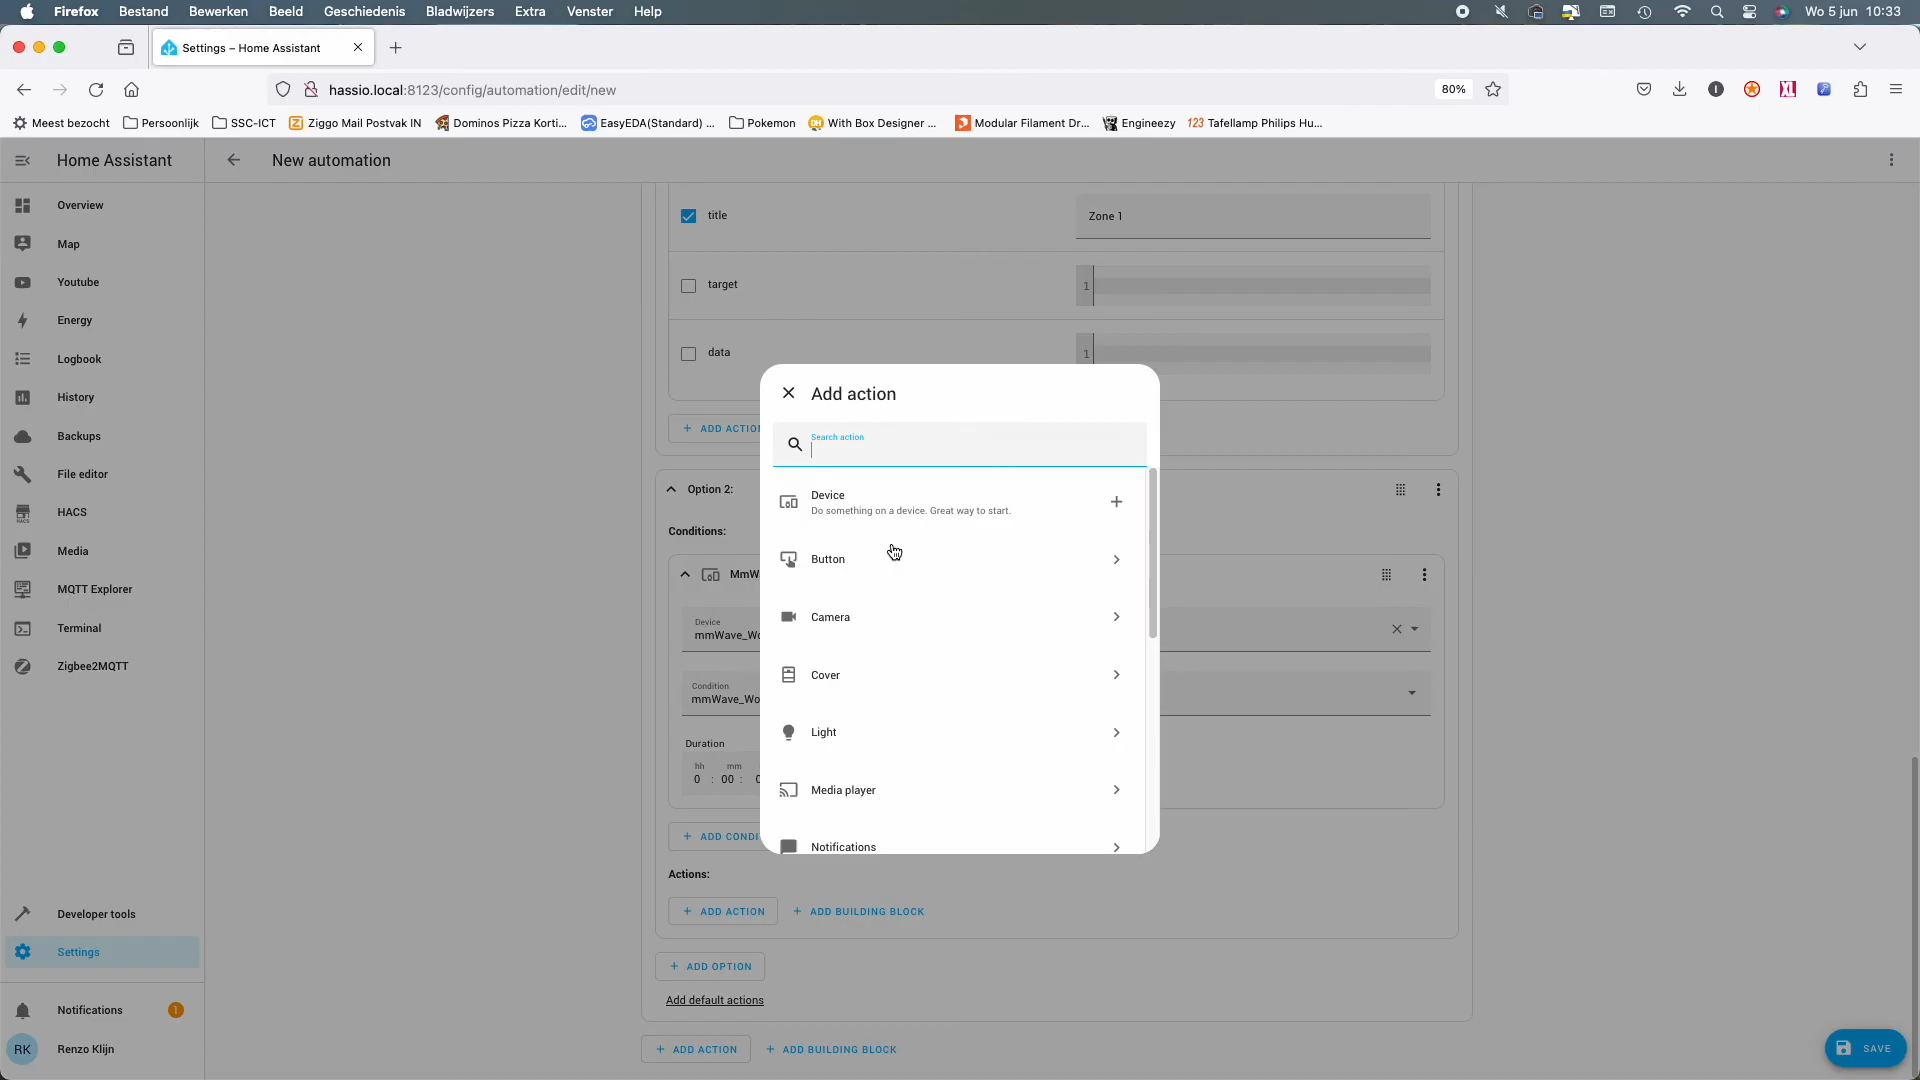 Firefox Bestand Bewerken Beeld Geschiedenis Bladwijzers Extra Venster Help Wo 5 jun 10:33
Settings – Home Assistant
hassio.local:8123/config/automation/edit/new 80%
Meest bezocht Persoonlijk SSC-ICT Ziggo Mail Postvak IN Dominos Pizza Korti... EasyEDA(Standard) ... Pokemon With Box Designer ... Modular Filament Dr... Engineezy 123 Tafellamp Philips Hu...
Home Assistant New automation
Overview
Map
Youtube
Energy
Logbook
History
Backups
File editor
HACS
Media
MQTT Explorer
Terminal
Zigbee2MQTT
Developer tools
Settings
Notifications 1
RK Renzo Klijn
title Zone 1
target 1
data 1
+ ADD ACTIO
Option 2:
Conditions:
MmW
Device
mmWave_Wo
Condition
mmWave_Wo
Duration
hh mm
0 : 00 : 0
+ ADD CONDI
Actions:
+ ADD ACTION + ADD BUILDING BLOCK
+ ADD OPTION
Add default actions
+ ADD ACTION + ADD BUILDING BLOCK
SAVE
Add action
Search action
Device
Do something on a device. Great way to start.
Button
Camera
Cover
Light
Media player
Notifications